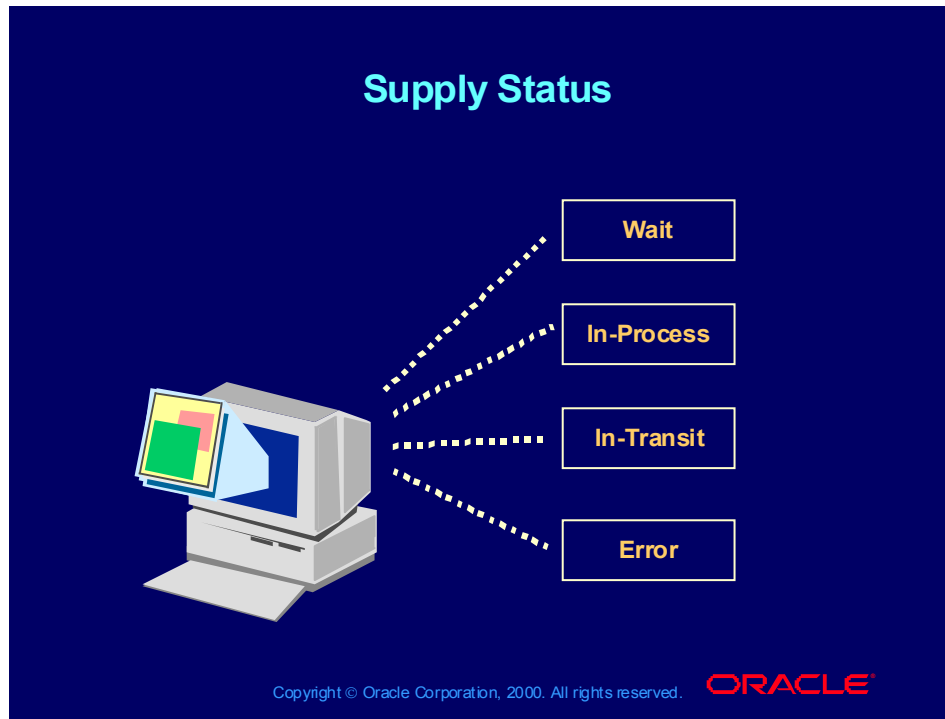 Supply Status
Wait
In-Process
In-Transit
Error
Copyright © Oracle Corporation, 2000. All rights reserved.
ORACLE®